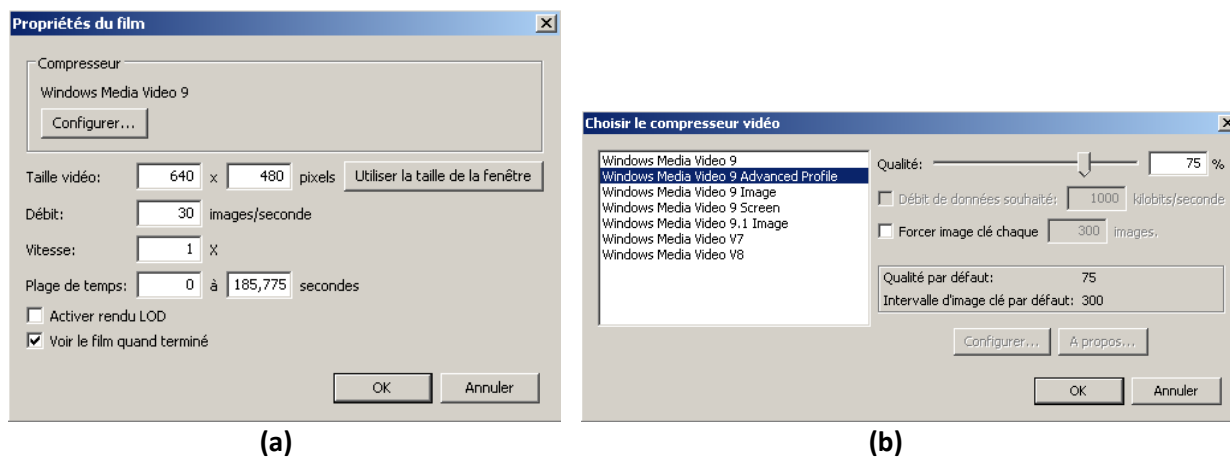 Propriétés du film
Compresseur
Windows Media Video 9
Configurer...
Taille vidéo: 640 x 480 pixels Utiliser la taille de la fenêtre
Débit: 30 images/seconde
Vitesse: 1 X
Plage de temps: 0 à 185,775 secondes
Activer rendu LOD
Voir le film quand terminé
OK Annuler
(a)
Choisir le compresseur vidéo
Windows Media Video 9
Windows Media Video 9 Advanced Profile
Windows Media Video 9 Image
Windows Media Video 9 Screen
Windows Media Video 9.1 Image
Windows Media Video V7
Windows Media Video V8
Qualité: 75 %
Débit de données souhaité: 1000 kilobits/seconde
Forcer image clé chaque 300 images.
Qualité par défaut: 75
Intervalle d'image clé par défaut: 300
Configurer... A propos...
OK Annuler
(b)